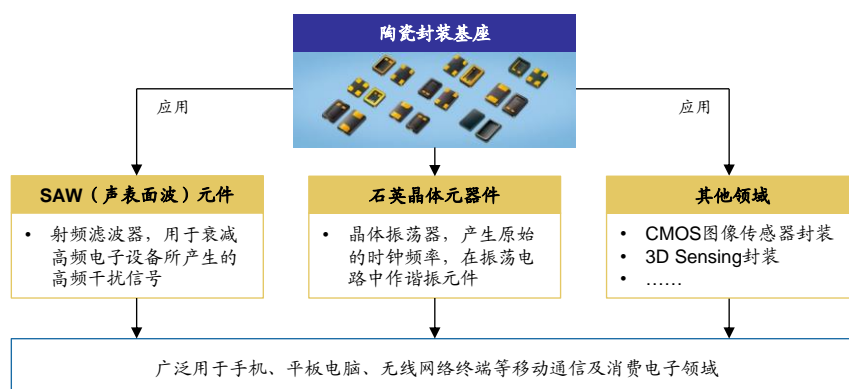 陶瓷封装基座
应用
应用
SAW（声表面波）元件
• 射频滤波器，用于衰减
高频电子设备所产生的
高频干扰信号
石英晶体元器件
• 晶体振荡器，产生原始
的时钟频率，在振荡电
路中作谐振元件
其他领域
• CMOS图像传感器封装
• 3D Sensing封装
• ……
广泛用于手机、平板电脑、无线网络终端等移动通信及消费电子领域